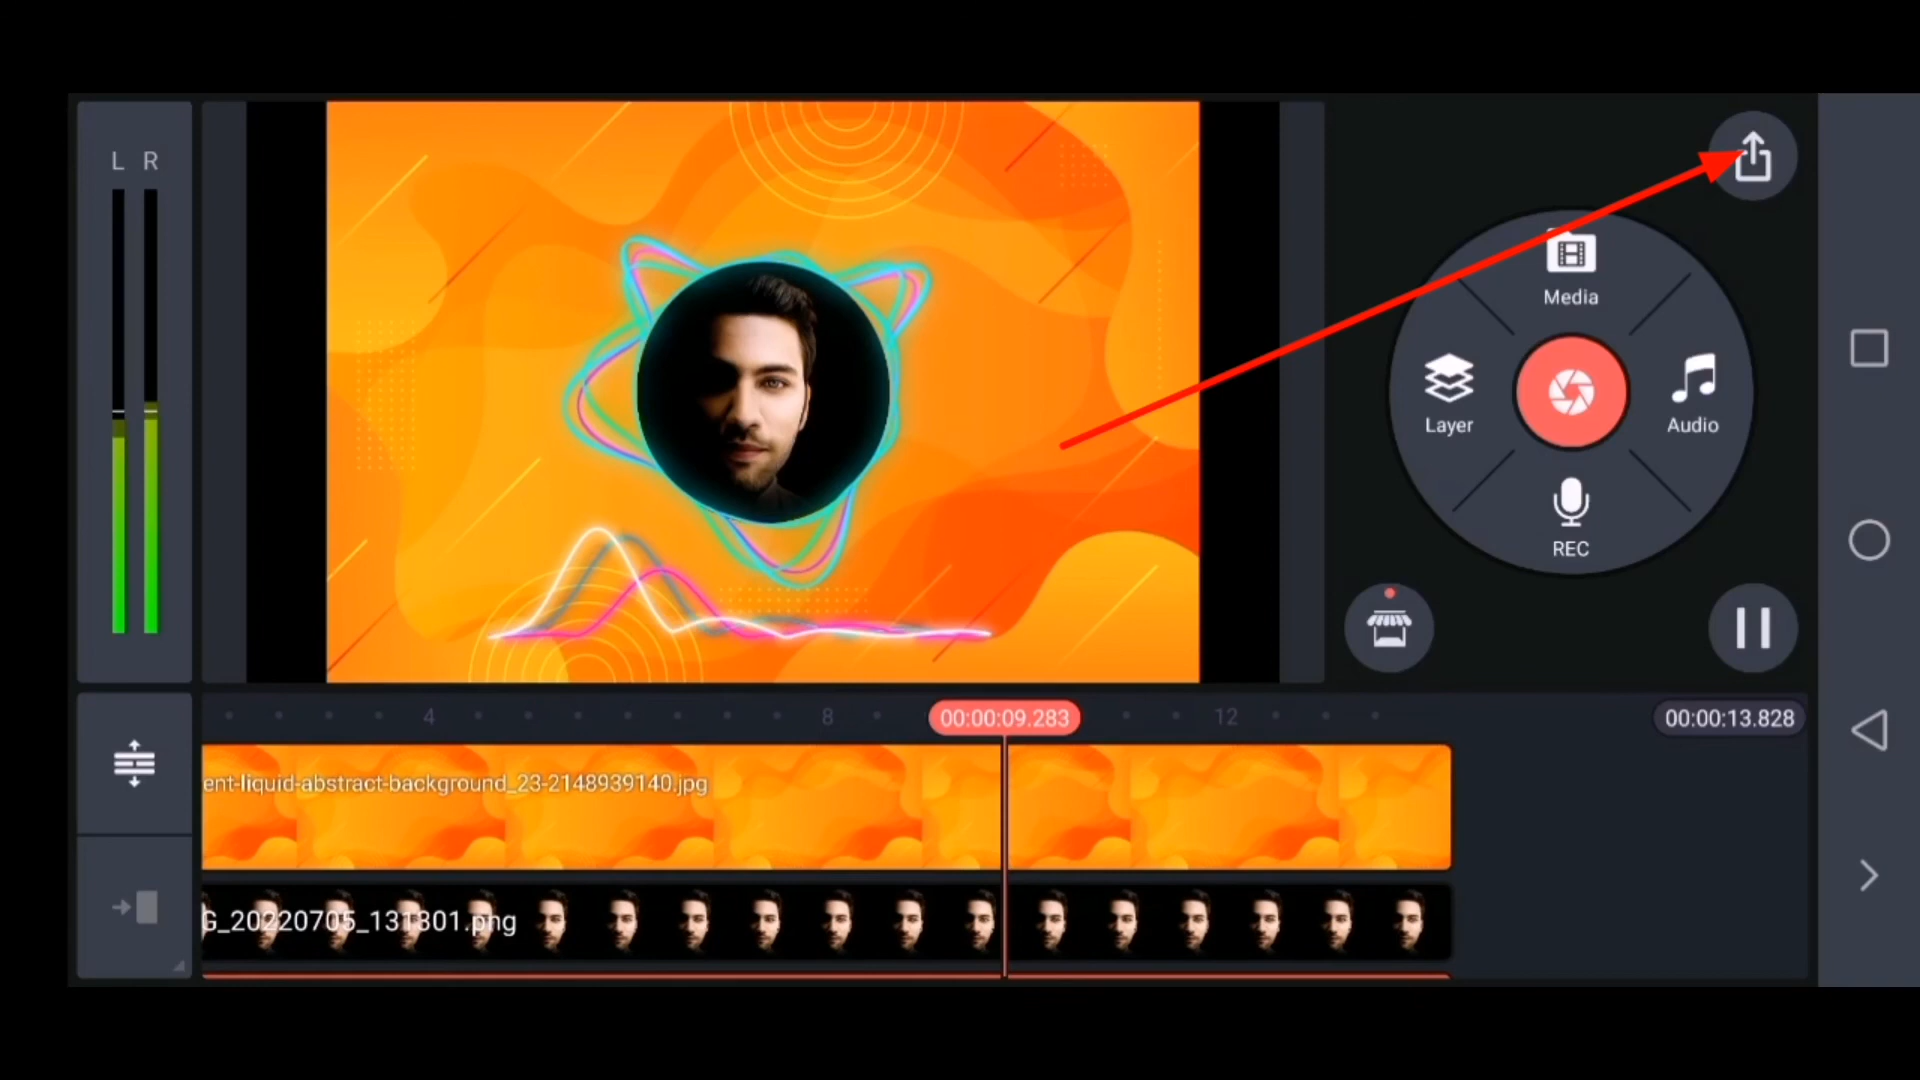 L R
Media
Layer
Audio
REC
4
8
00:00:09.283
12
00:00:13.828
ent-liquid-abstract-background_23-2148939140.jpg
G_20220705_131301.png